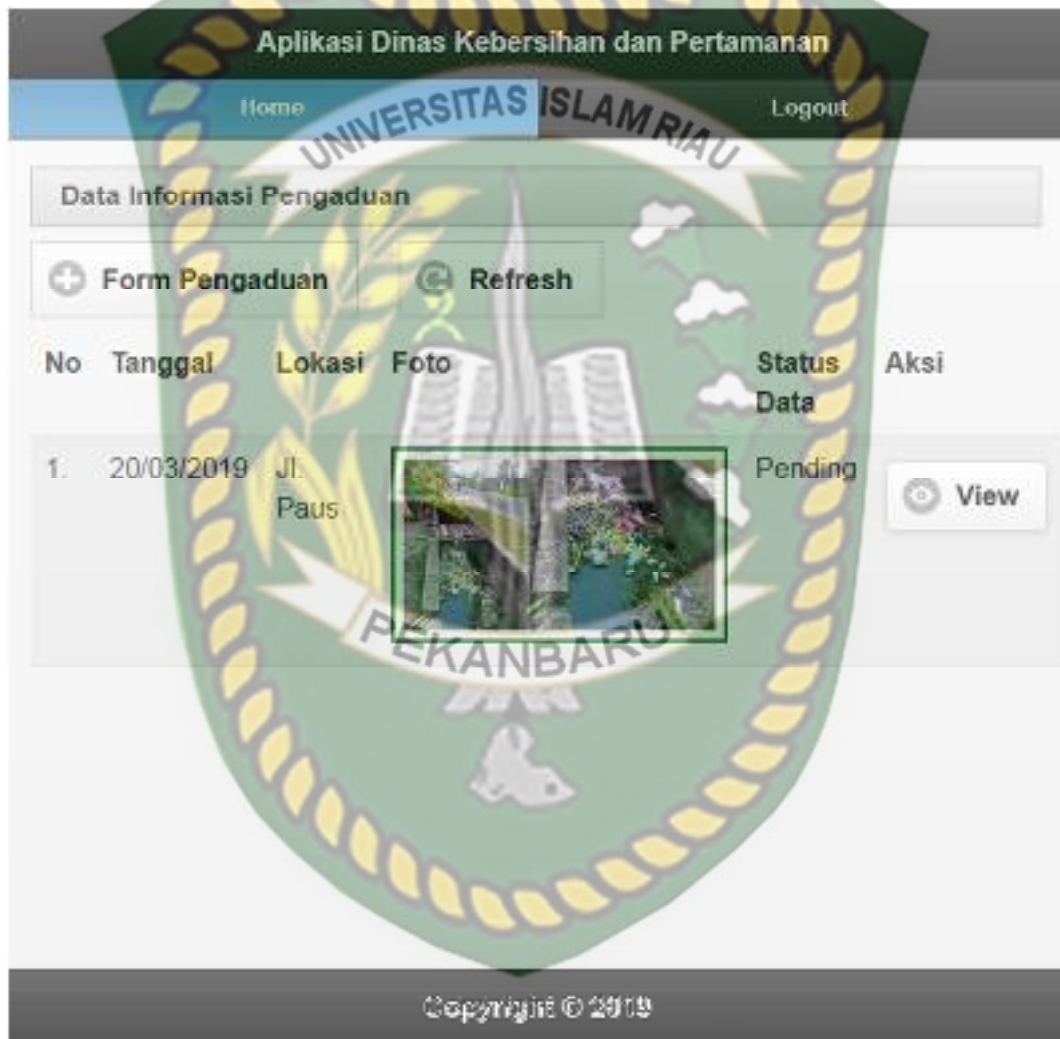 Aplikasi Dinas Kebersihan dan Pertamanan
Home Logout
UNIVERSITAS ISLAM RIAU
Data Informasi Pengaduan
Form Pengaduan Refresh
No Tanggal Lokasi Foto Status Data Aksi
1. 20/03/2019 Jl. Paus Pending View
PEKANBARU
Copyright © 2019